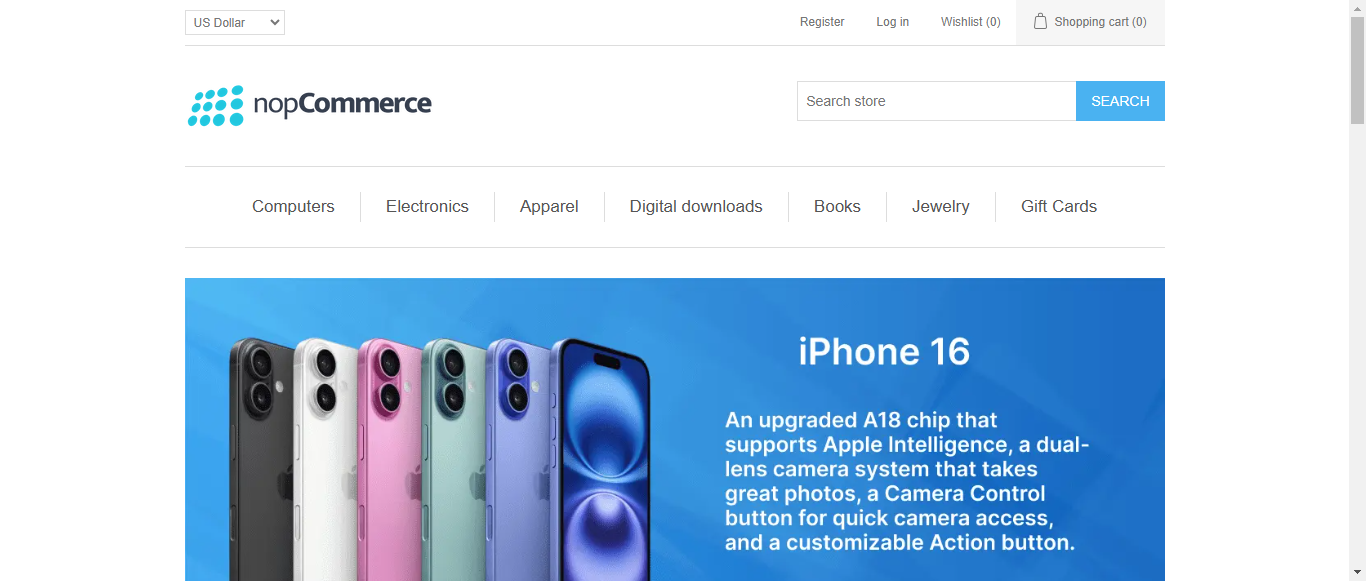 US Dollar
Register
Log in
Wishlist (0)
Shopping cart (0)
nopCommerce
Search store
SEARCH
Computers
Electronics
Apparel
Digital downloads
Books
Jewelry
Gift Cards
iPhone 16
An upgraded A18 chip that
supports Apple Intelligence, a dual-
lens camera system that takes
great photos, a Camera Control
button for quick camera access,
and a customizable Action button.